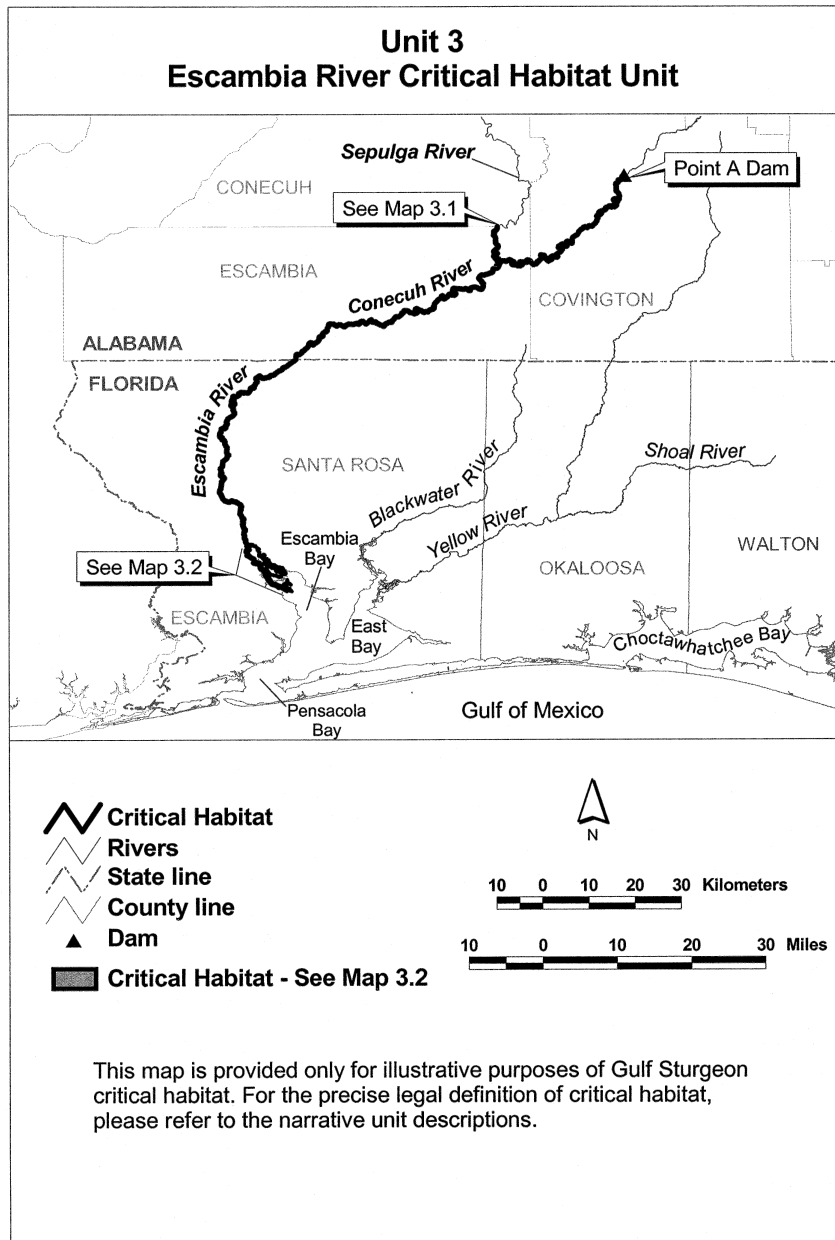 Unit 3
Escambia River Critical Habitat Unit
Sepulga River
Point A Dam
CONECUH
See Map 3.1
ESCAMBIA
Conecuh River
COVINGTON
ALABAMA
FLORIDA
Escambia River
SANTA ROSA
Shoal River
Blackwater River
Yellow River
Escambia
Bay
WALTON
See Map 3.2
OKALOOSA
ESCAMBIA
East
Bay
Choctawhatchee Bay
Pensacola
Bay
Gulf of Mexico
Critical Habitat
Rivers
State line
County line
Dam
Critical Habitat - See Map 3.2
N
10 0 10 20 30 Kilometers
10 0 10 20 30 Miles
This map is provided only for illustrative purposes of Gulf Sturgeon
critical habitat. For the precise legal definition of critical habitat,
please refer to the narrative unit descriptions.